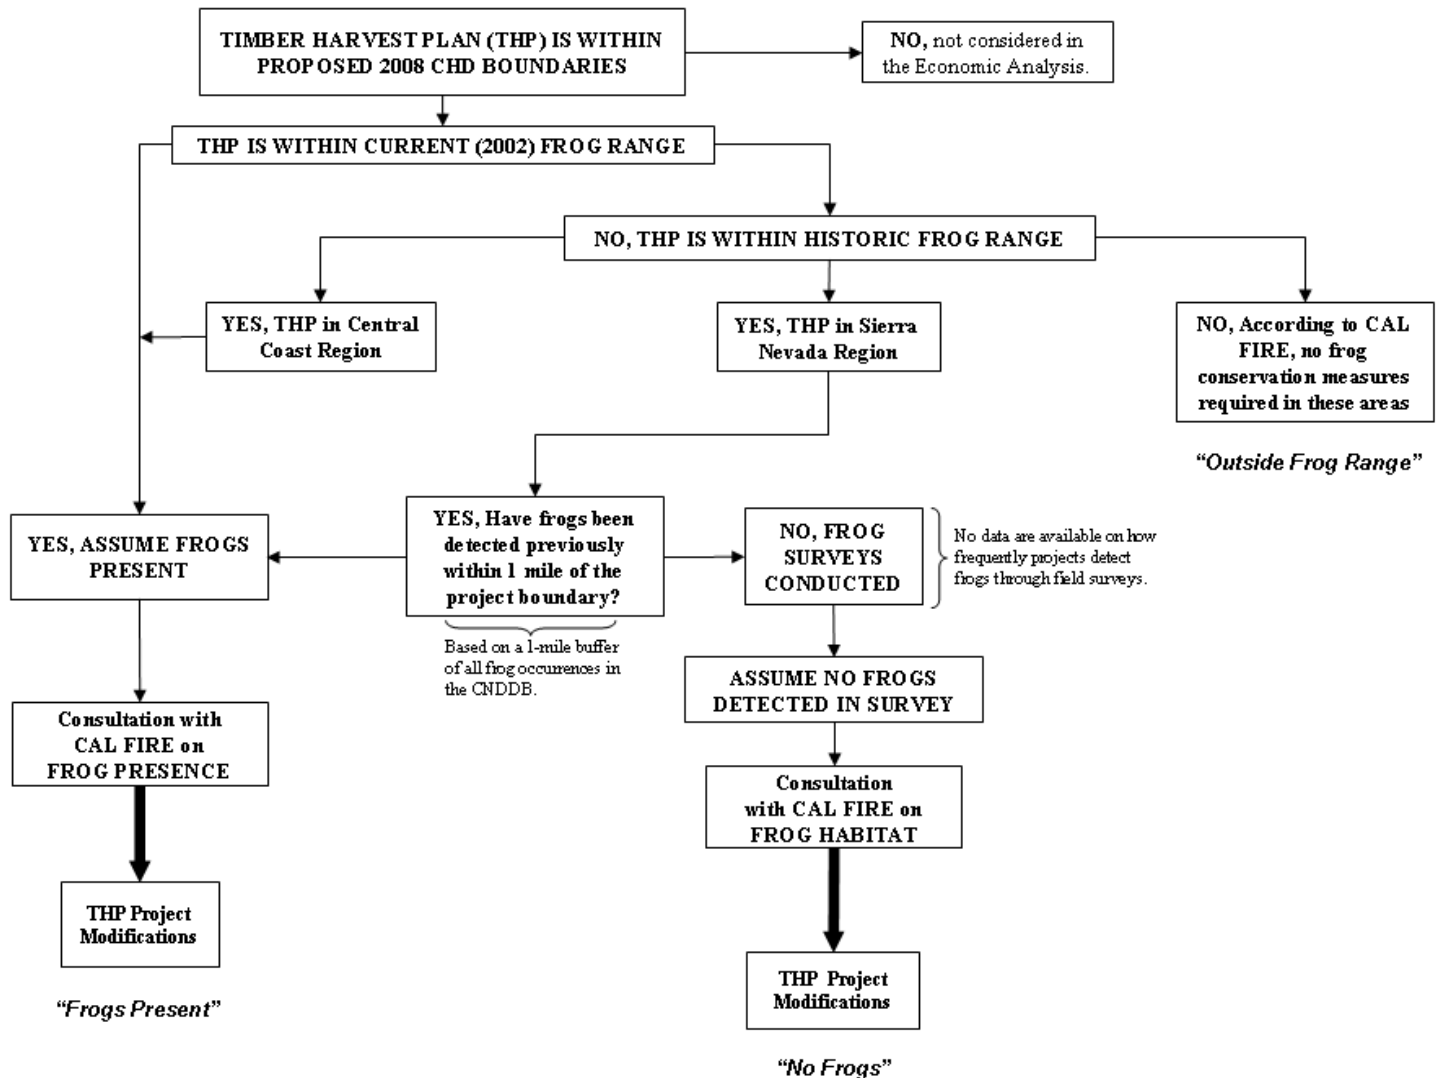 TIMBER HARVEST PLAN (THP) IS WITHIN
PROPOSED 2008 CHD BOUNDARIES
NO, not considered in
the Economic Analysis.
THP IS WITHIN CURRENT (2002) FROG RANGE
NO, THP IS WITHIN HISTORIC FROG RANGE
YES, THP in Central
Coast Region
YES, THP in Sierra
Nevada Region
NO, According to CAL
FIRE, no frog
conservation measures
required in these areas
“Outside Frog Range”
YES, ASSUME FROGS
PRESENT
YES, Have frogs been
detected previously
within 1 mile of the
project boundary?
NO, FROG
SURVEYS
CONDUCTED
No data are available on how
frequently projects detect
frogs through field surveys.
Based on a 1-mile buffer
of all frog occurrences in
the CNDDB.
ASSUME NO FROGS
DETECTED IN SURVEY
Consultation with
CAL FIRE on
FROG PRESENCE
Consultation
with CAL FIRE on
FROG HABITAT
THP Project
Modifications
“Frogs Present”
THP Project
Modifications
“No Frogs”